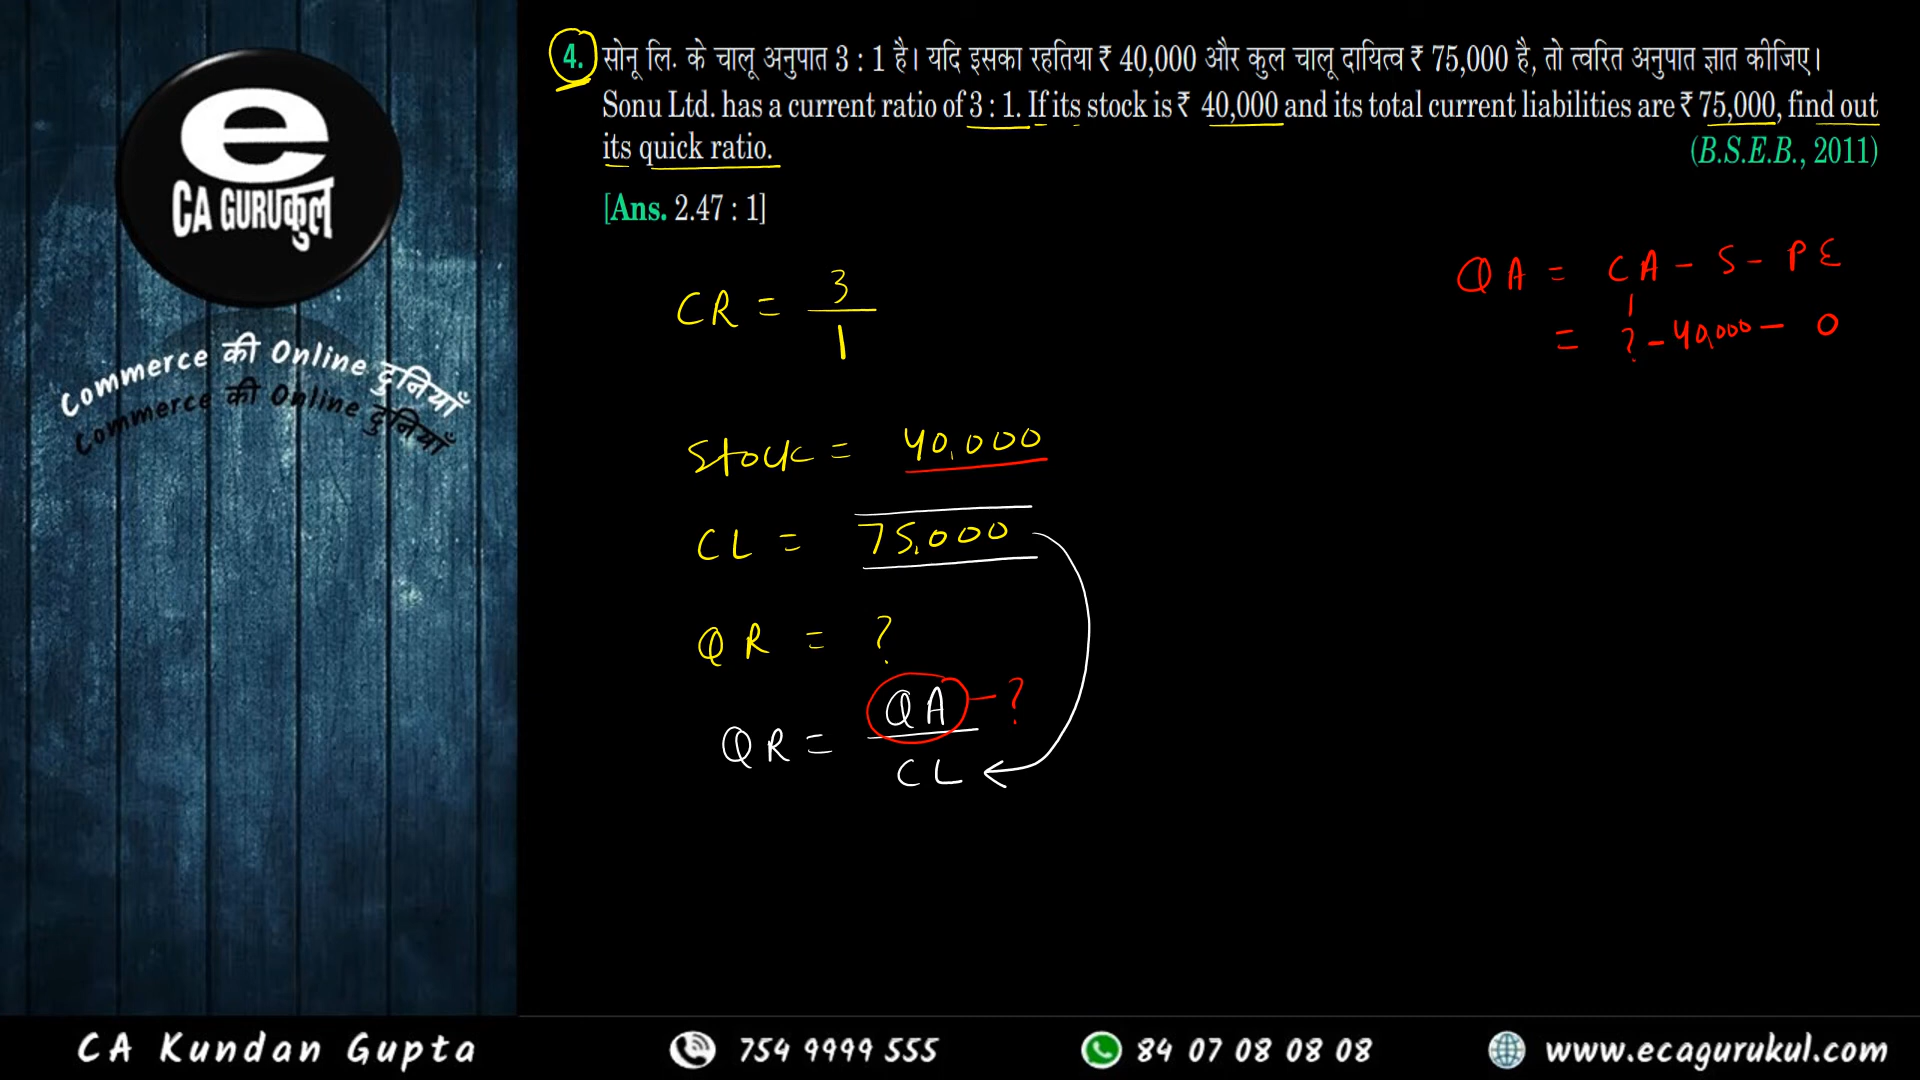 e
CA GURUकुल
Commerce की Online दुनियाँ
4. सोनू लि. के चालू अनुपात 3 : 1 है। यदि इसका रहतिया ₹ 40,000 और कुल चालू दायित्व ₹ 75,000 है, तो त्वरित अनुपात ज्ञात कीजिए।
Sonu Ltd. has a current ratio of 3 : 1. If its stock is ₹ 40,000 and its total current liabilities are ₹ 75,000, find out
its quick ratio. (B.S.E.B., 2011)
[Ans. 2.47 : 1]
CR = 3/1
Stock = 40,000
CL = 75,000
QR = ?
QR = QA/CL - ?
QA = CA - S - PE
= ? - 40,000 - 0
CA Kundan Gupta 754 9999 555 84 07 08 08 08 www.ecagurukul.com